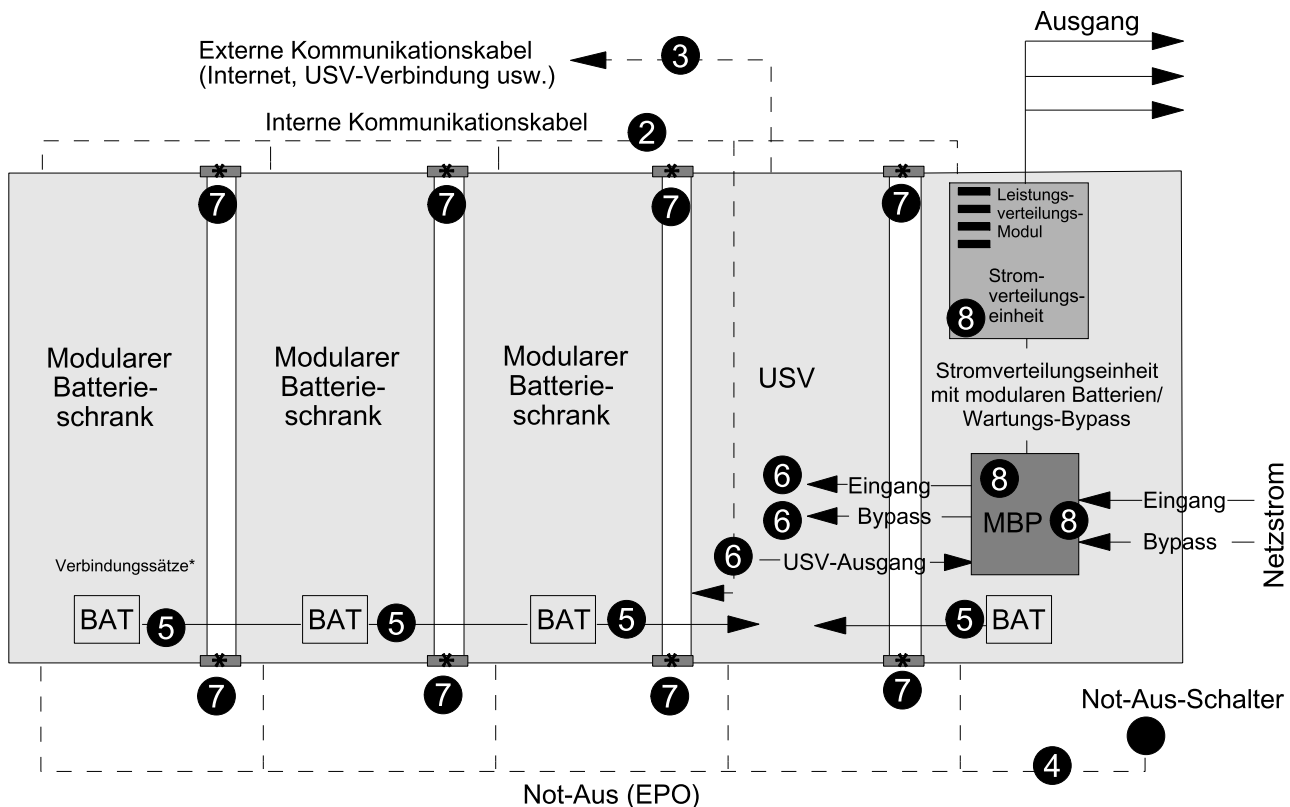 Ausgang
Externe Kommunikationskabel
(Internet, USV-Verbindung usw.)
3
Interne Kommunikationskabel
2
* * * *
7 7 7 7
Leistungs-
verteilungs-
Modul
Strom-
verteilungs-
einheit
8
Modularer
Batterie-
schrank
Modularer
Batterie-
schrank
Modularer
Batterie-
schrank
USV
Stromverteilungseinheit
mit modularen Batterien/
Wartungs-Bypass
6 Eingang
6 Bypass
6 USV-Ausgang
8
MBP 8
Eingang
Bypass
Netzstrom
Verbindungssätze*
BAT 5 BAT 5 BAT 5 5 BAT
* * * *
7 7 7 7
Not-Aus-Schalter
4
Not-Aus (EPO)